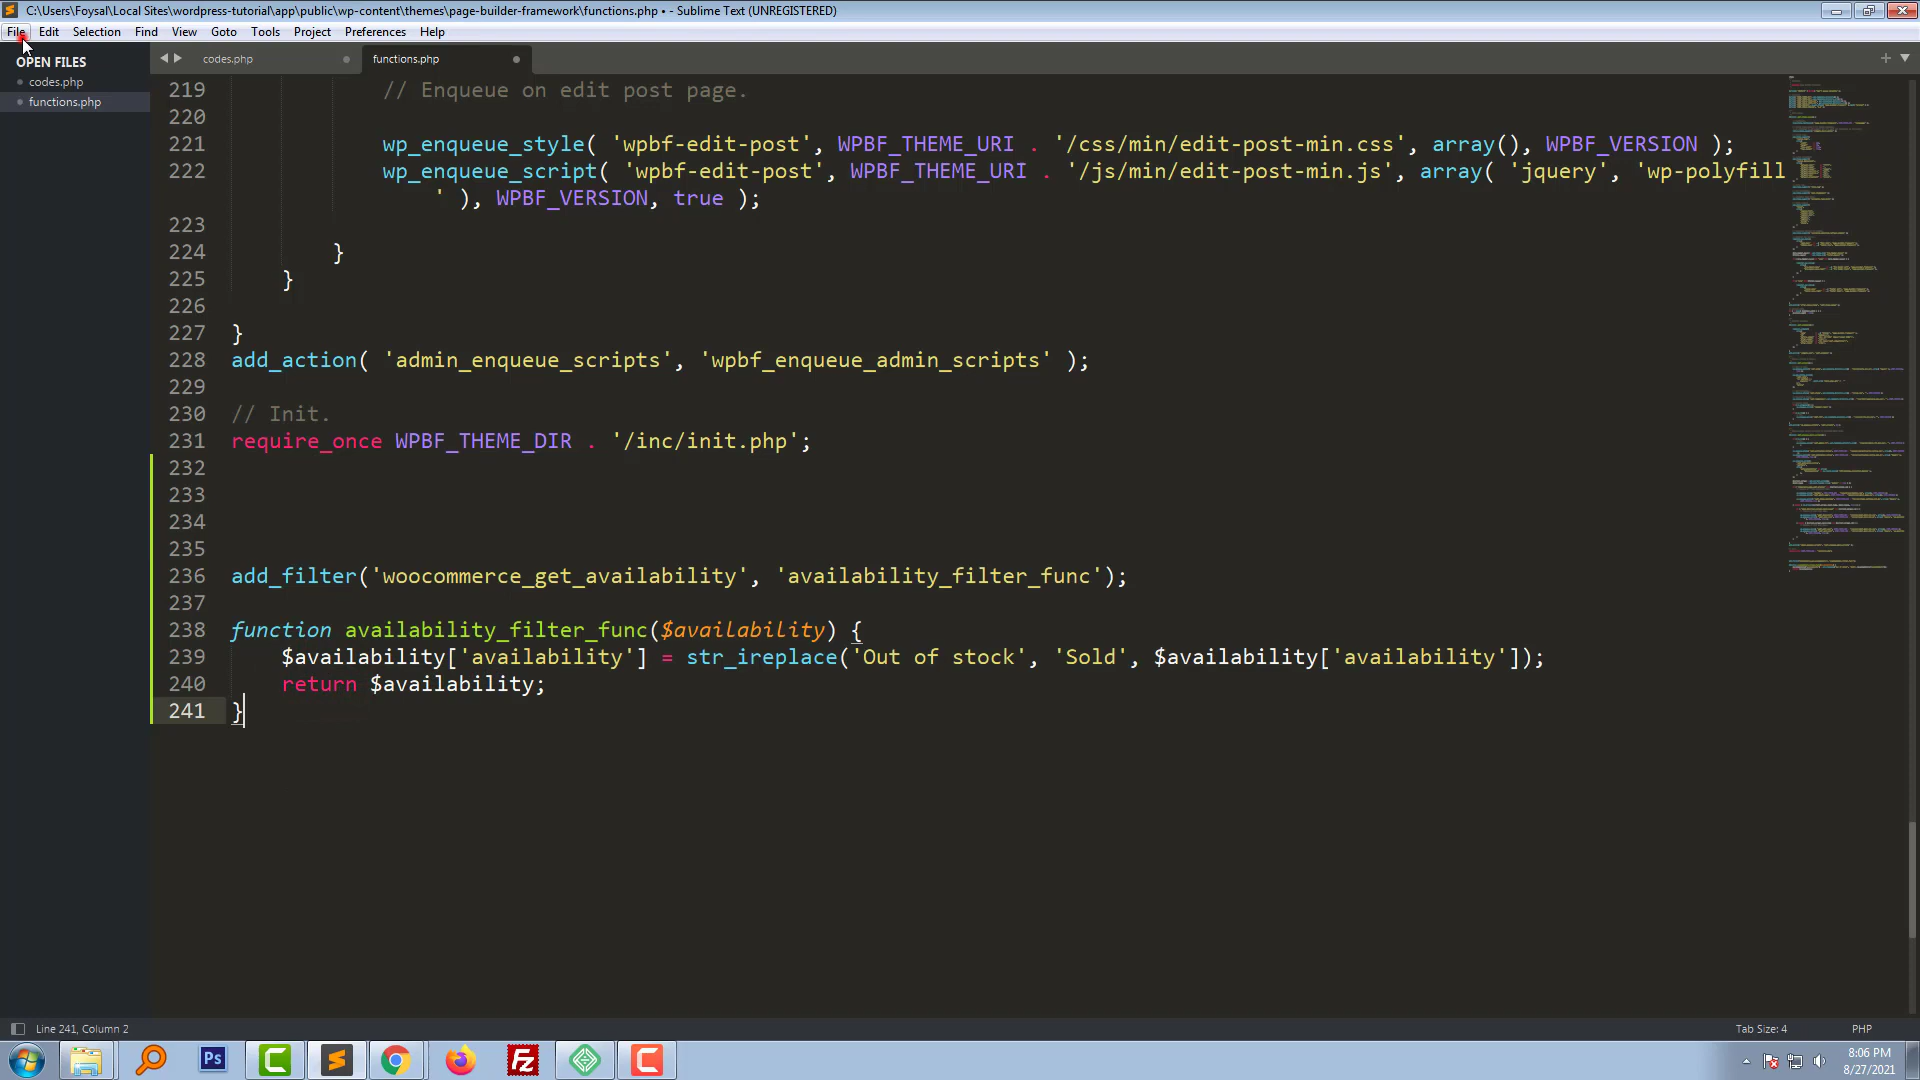 C:\Users\Foysal\Local Sites\wordpress-tutorial\app\public\wp-content\themes\page-builder-framework\functions.php • - Sublime Text (UNREGISTERED)
File Edit Selection Find View Goto Tools Project Preferences Help
OPEN FILES
codes.php
functions.php
codes.php functions.php
219 // Enqueue on edit post page.
220
221 wp_enqueue_style( 'wpbf-edit-post', WPBF_THEME_URI . '/css/min/edit-post-min.css', array(), WPBF_VERSION );
222 wp_enqueue_script( 'wpbf-edit-post', WPBF_THEME_URI . '/js/min/edit-post-min.js', array( 'jquery', 'wp-polyfill
' ), WPBF_VERSION, true );
223
224 }
225 }
226
227 }
228 add_action( 'admin_enqueue_scripts', 'wpbf_enqueue_admin_scripts' );
229
230 // Init.
231 require_once WPBF_THEME_DIR . '/inc/init.php';
232
233
234
235
236 add_filter('woocommerce_get_availability', 'availability_filter_func');
237
238 function availability_filter_func($availability) {
239 $availability['availability'] = str_ireplace('Out of stock', 'Sold', $availability['availability']);
240 return $availability;
241 }
Line 241, Column 2 Tab Size: 4 PHP
Ps Fz
8:06 PM
8/27/2021